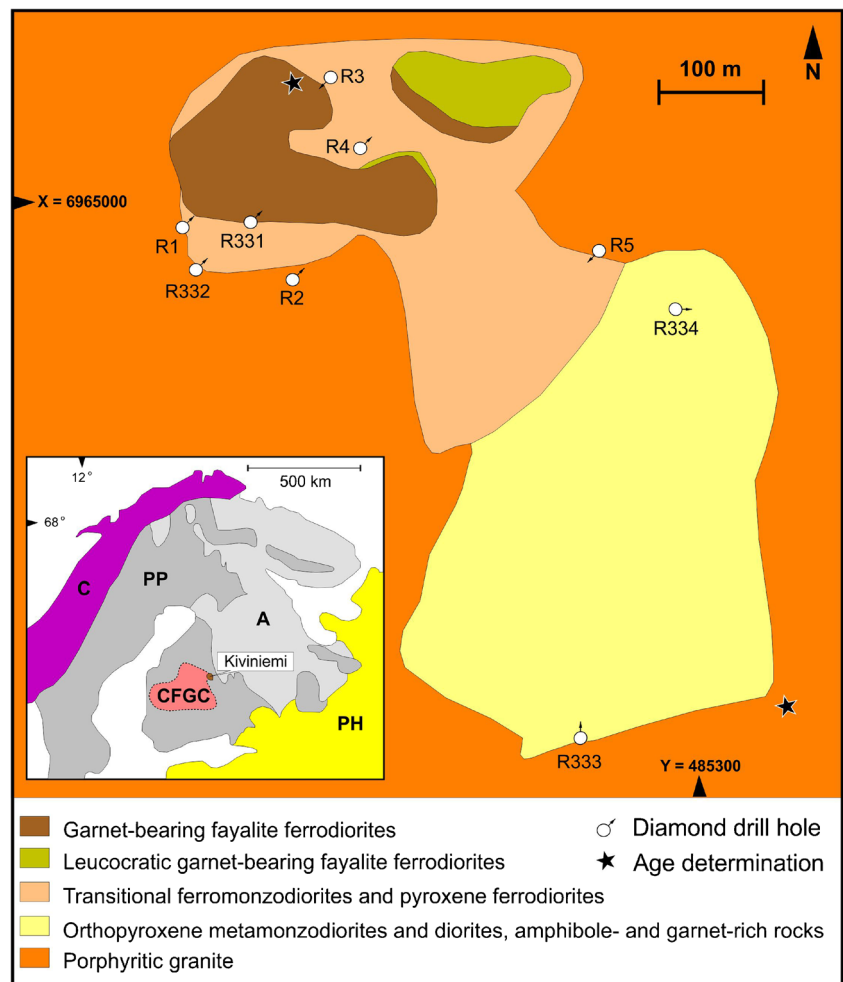 100 m
N
R3
R4
X = 6965000
R1
R331
R5
R332
R2
R334
12°
500 km
68°
C
PP
A
Kiviniemi
CFGC
PH
R333
Y = 485300
Garnet-bearing fayalite ferrodiorites
Diamond drill hole
Leucocratic garnet-bearing fayalite ferrodiorites
Age determination
Transitional ferromonzodiorites and pyroxene ferrodiorites
Orthopyroxene metamonzodiorites and diorites, amphibole- and garnet-rich rocks
Porphyritic granite